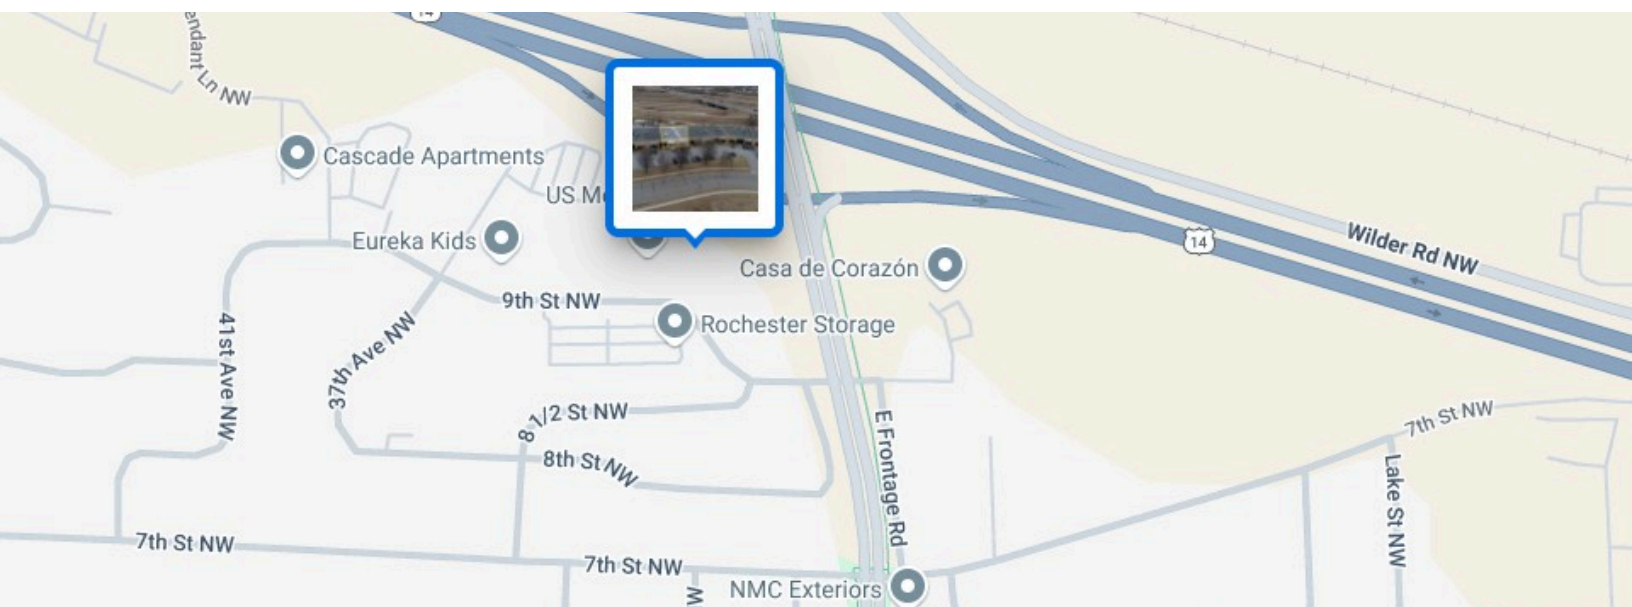 14
endant Ln NW
Cascade Apartments
US M
Eureka Kids
Casa de Corazón
14
Wilder Rd NW
9th St NW
Rochester Storage
41st Ave NW
37th Ave NW
8 1/2 St NW
8th St NW
E Frontage Rd
7th St NW
Lake St NW
7th St NW
7th St NW
NMC Exteriors
W